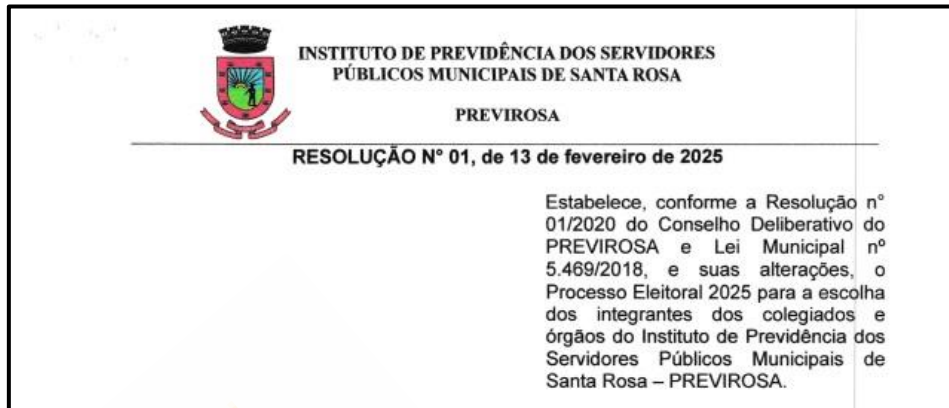 INSTITUTO DE PREVIDÊNCIA DOS SERVIDORES
PÚBLICOS MUNICIPAIS DE SANTA ROSA
PREVIROSA
RESOLUÇÃO N° 01, de 13 de fevereiro de 2025
Estabelece, conforme a Resolução n°
01/2020 do Conselho Deliberativo do
PREVIROSA e Lei Municipal nº
5.469/2018, e suas alterações, o
Processo Eleitoral 2025 para a escolha
dos integrantes dos colegiados e
órgãos do Instituto de Previdência dos
Servidores Públicos Municipais de
Santa Rosa – PREVIROSA.